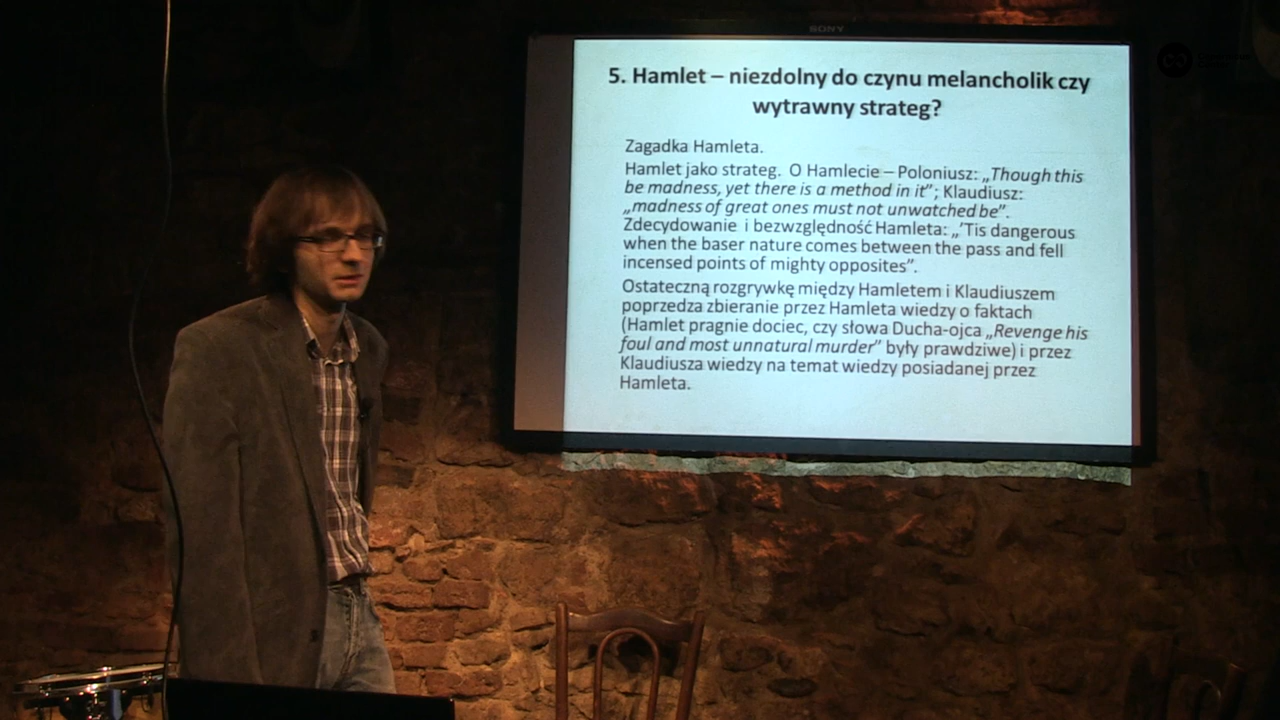 SONY
5. Hamlet – niezdolny do czynu melancholik czy
wytrawny strateg?
Zagadka Hamleta.
Hamlet jako strateg. O Hamlecie – Poloniusz: „Though this
be madness, yet there is a method in it”; Klaudiusz:
„madness of great ones must not unwatched be”.
Zdecydowanie i bezwzględność Hamleta: „’Tis dangerous
when the baser nature comes between the pass and fell
incensed points of mighty opposites”.
Ostateczną rozgrywkę między Hamletem i Klaudiuszem
poprzedza zbieranie przez Hamleta wiedzy o faktach
(Hamlet pragnie dociec, czy słowa Ducha-ojca „Revenge his
foul and most unnatural murder” były prawdziwe) i przez
Klaudiusza wiedzy na temat wiedzy posiadanej przez
Hamleta.